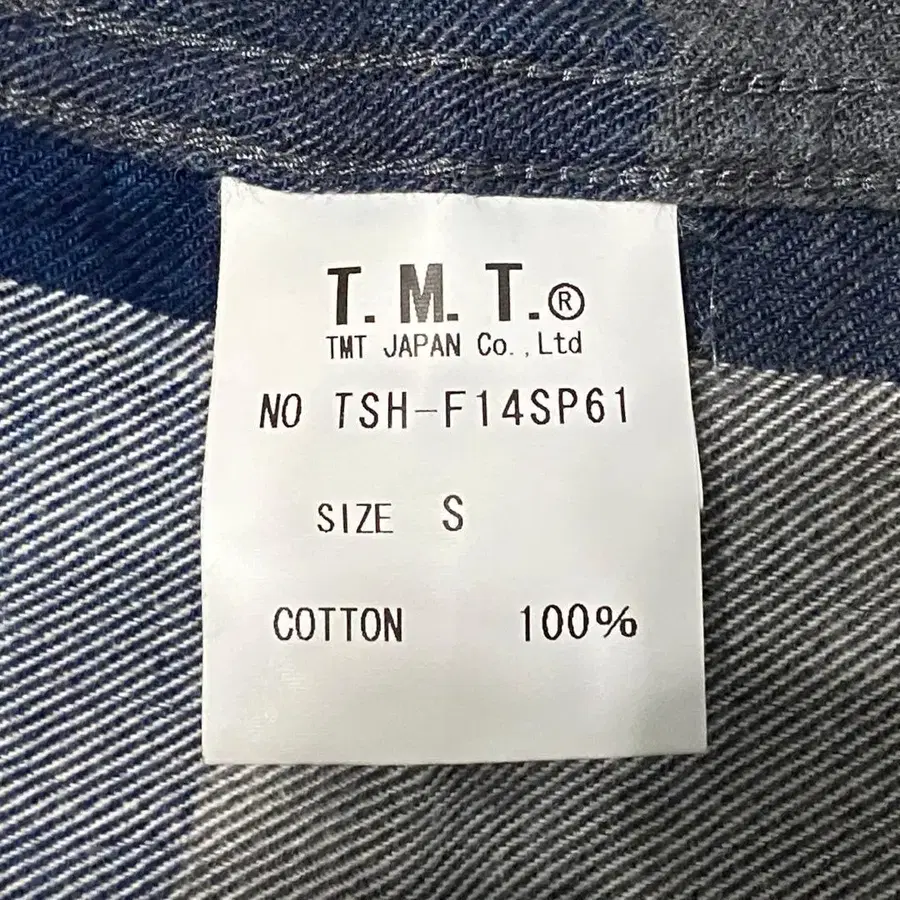 T. M. T.®
TMT JAPAN Co.,Ltd
NO TSH-F14SP61
SIZE S
COTTON 100%